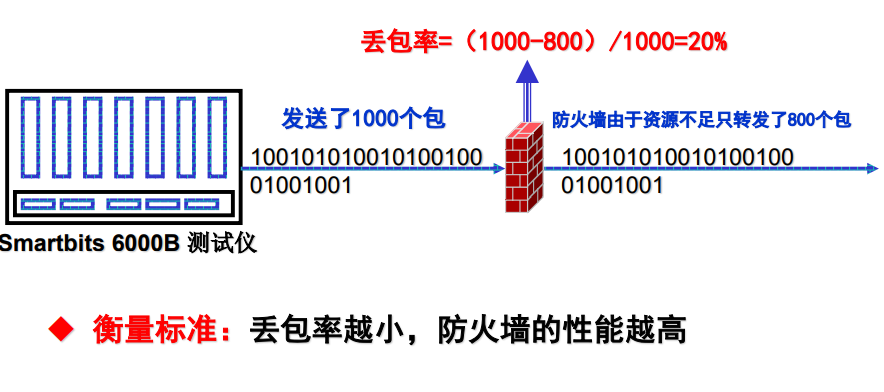 丢包率=（1000-800）/1000=20%
发送了1000个包
防火墙由于资源不足只转发了800个包
100101010010100100
01001001
100101010010100100
01001001
Smartbits 6000B 测试仪
衡量标准：丢包率越小，防火墙的性能越高